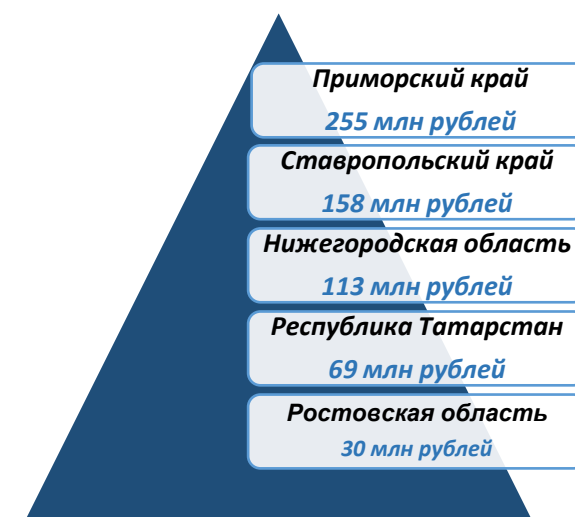 Приморский край
255 млн рублей
Ставропольский край
158 млн рублей
Нижегородская область
113 млн рублей
Республика Татарстан
69 млн рублей
Ростовская область
30 млн рублей